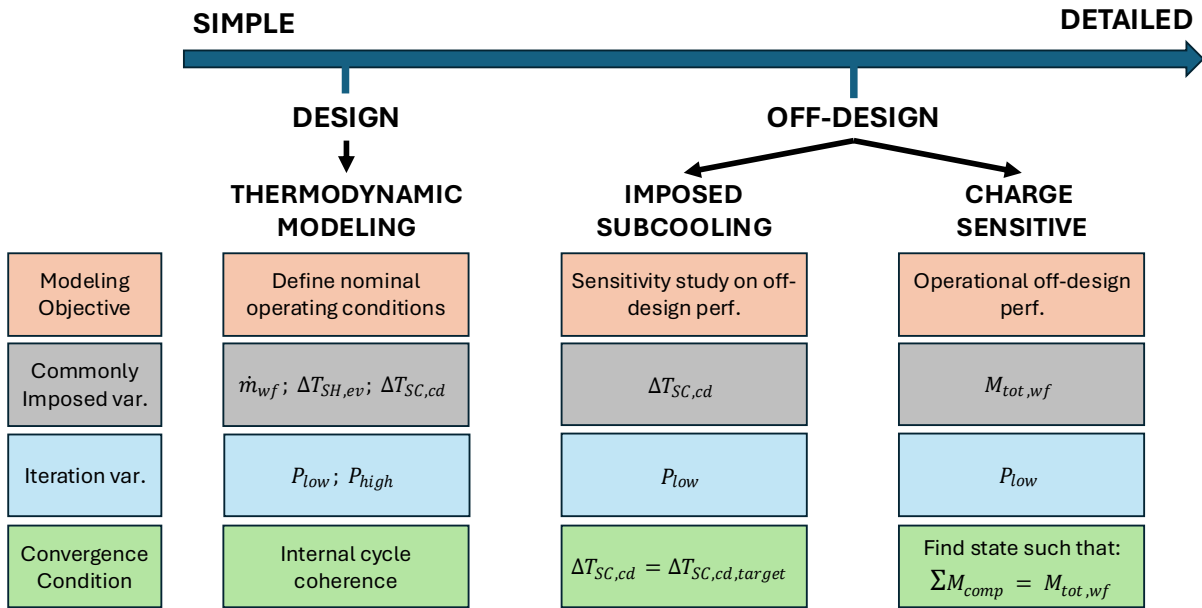 SIMPLE
DETAILED
DESIGN
OFF-DESIGN
THERMODYNAMIC
MODELING
IMPOSED
SUBCOOLING
CHARGE
SENSITIVE
Modeling
Objective
Define nominal
operating conditions
Sensitivity study on off-
design perf.
Operational off-design
perf.
Commonly
Imposed var.
ṁ_wf; ΔT_SH,ev; ΔT_SC,cd
ΔT_SC,cd
M_tot,wf
Iteration var.
P_low; P_high
P_low
P_low
Convergence
Condition
Internal cycle
coherence
ΔT_SC,cd = ΔT_SC,cd,target
Find state such that:
ΣM_comp = M_tot,wf